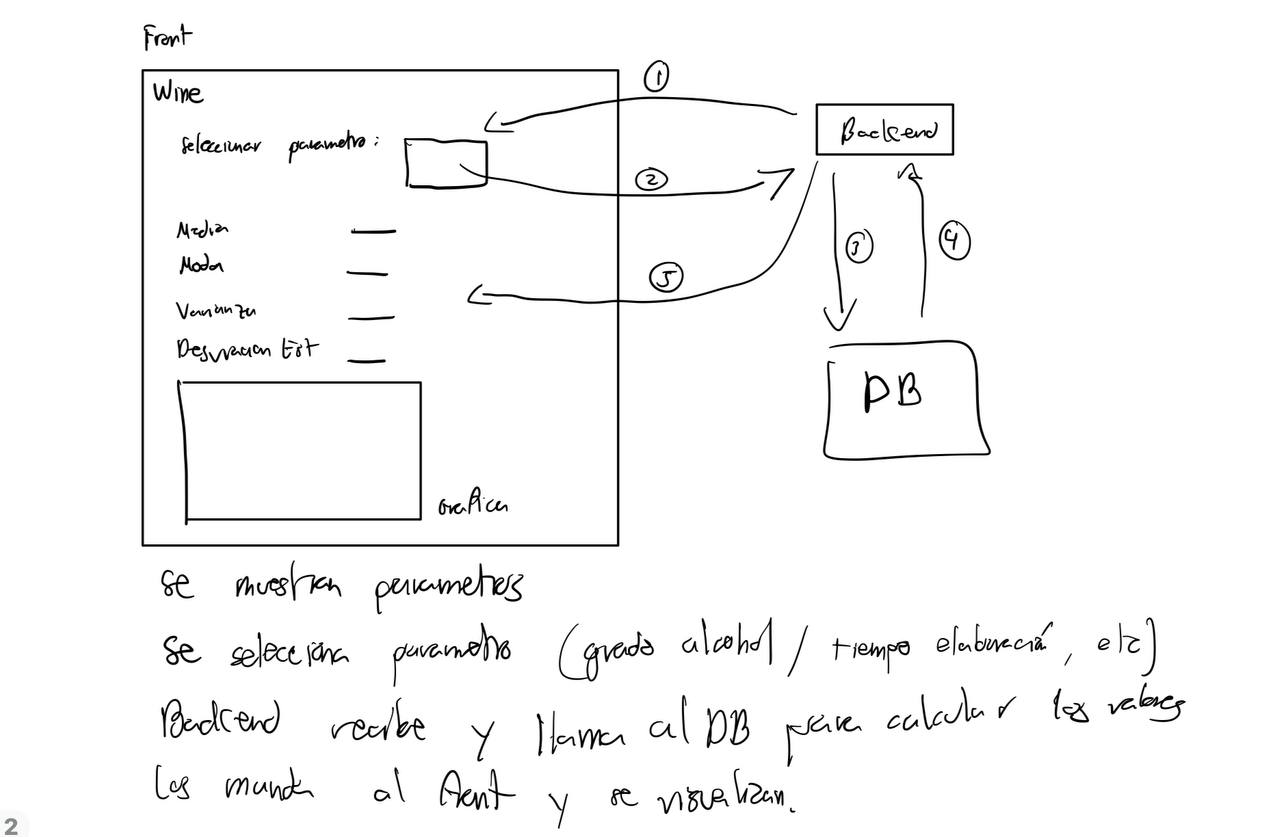 Front
Wine
Seleccionar parametro:
①
Backend
②
Media
Moda
③
④
⑤
Varianza
Desviacion Est
DB
Grafica
Se muestran parametros
Se selecciona parametro (grado alcohol / tiempo elaboración, etc)
Backend recibe y llama al DB para calcular los valores
Los manda al front y se visualizan.
2